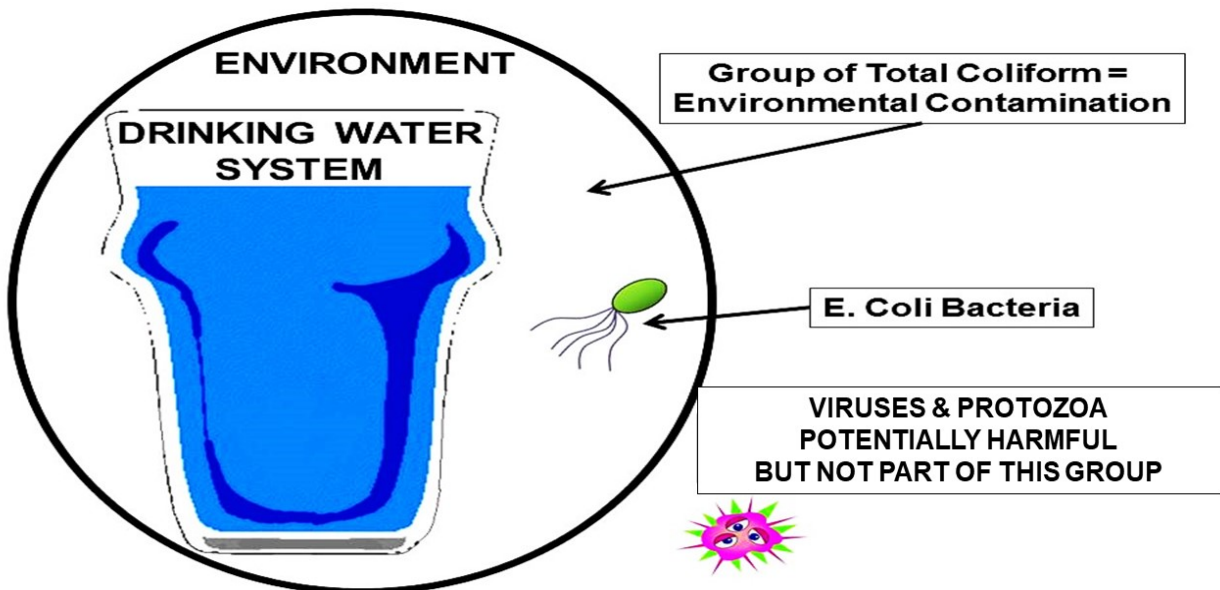 ENVIRONMENT
DRINKING WATER
SYSTEM
Group of Total Coliform =
Environmental Contamination
E. Coli Bacteria
VIRUSES & PROTOZOA
POTENTIALLY HARMFUL
BUT NOT PART OF THIS GROUP